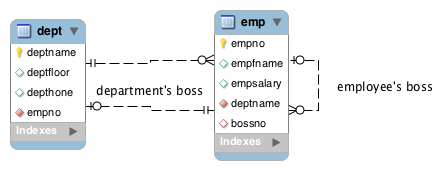 dept
deptname
deptfloor
depthone
empno
Indexes
department's boss
emp
empno
empfname
empsalary
deptname
bossno
Indexes
employee's boss